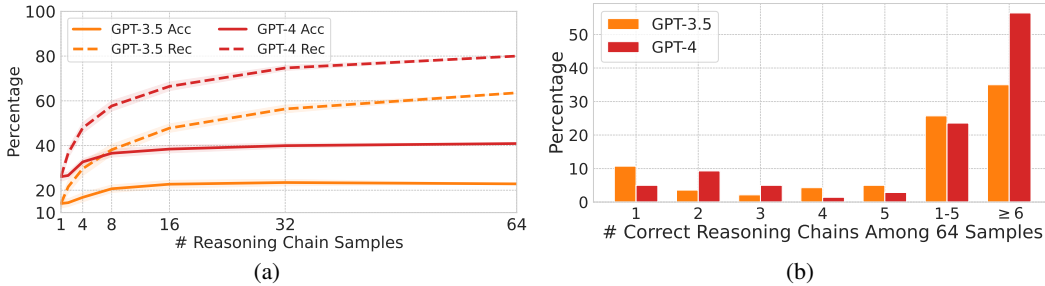 100
80
60
40
20
10
Percentage
GPT-3.5 Acc
GPT-3.5 Rec
GPT-4 Acc
GPT-4 Rec
1 4 8 16 32 64
# Reasoning Chain Samples
(a)
50
40
30
20
10
0
Percentage
GPT-3.5
GPT-4
1 2 3 4 5 1-5 ≥ 6
# Correct Reasoning Chains Among 64 Samples
(b)